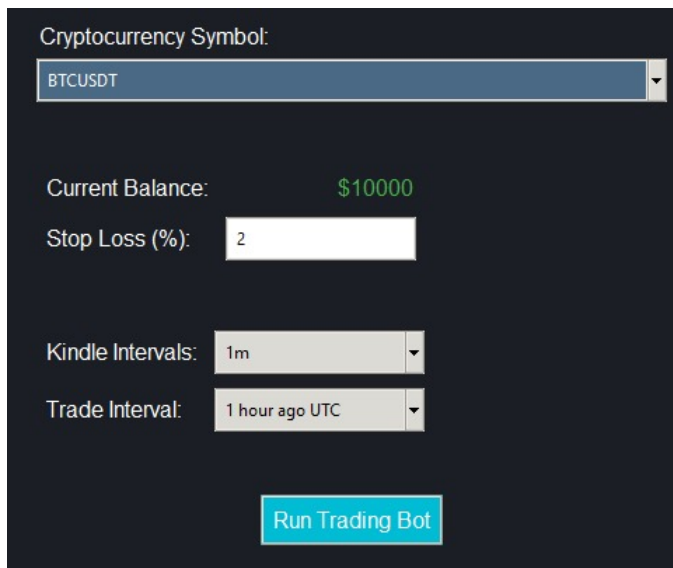 Cryptocurrency Symbol:
BTCUSDT
Current Balance: $10000
Stop Loss (%): 2
Kindle Intervals: 1m
Trade Interval: 1 hour ago UTC
Run Trading Bot